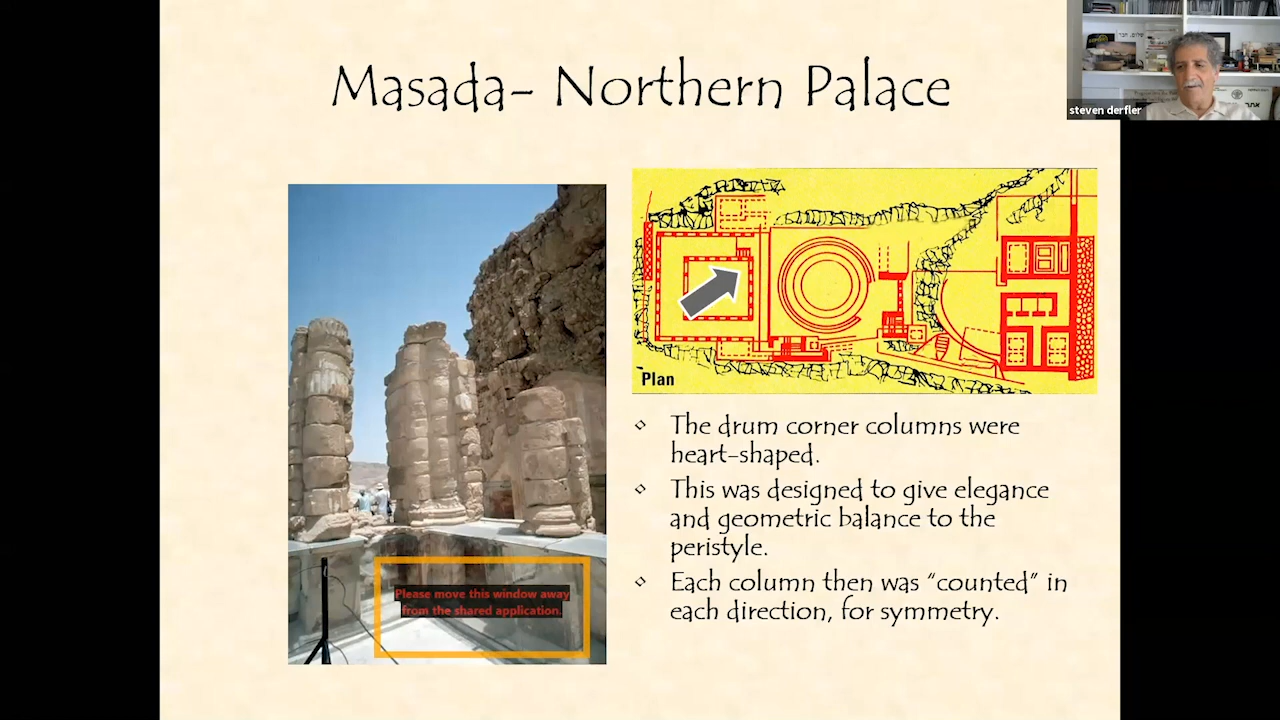 Masada- Northern Palace
steven derfler
Plan
Please move this window away
from the shared application.
◇ The drum corner columns were
heart-shaped.
◇ This was designed to give elegance
and geometric balance to the
peristyle.
◇ Each column then was “counted” in
each direction, for symmetry.